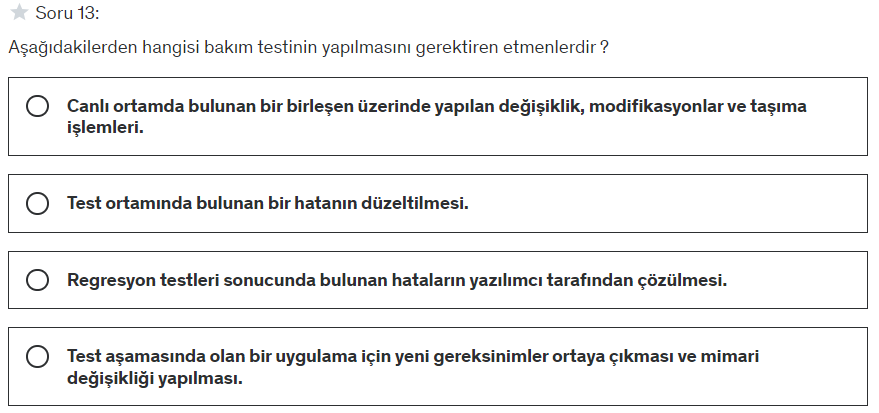 Soru 13:
Aşağıdakilerden hangisi bakım testinin yapılmasını gerektiren etmenlerdir ?
Canlı ortamda bulunan bir birleşen üzerinde yapılan değişiklik, modifikasyonlar ve taşıma
işlemleri.
Test ortamında bulunan bir hatanın düzeltilmesi.
Regresyon testleri sonucunda bulunan hataların yazılımcı tarafından çözülmesi.
Test aşamasında olan bir uygulama için yeni gereksinimler ortaya çıkması ve mimari
değişikliği yapılması.